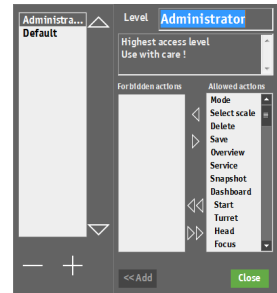 Administra...
Default
Level Administrator
Highest access level
Use with care !
Forbidden actions
Allowed actions
Mode
Select scale
Delete
Save
Overview
Service
Snapshot
Dashboard
Start
Turret
Head
Focus
<< Add
Close